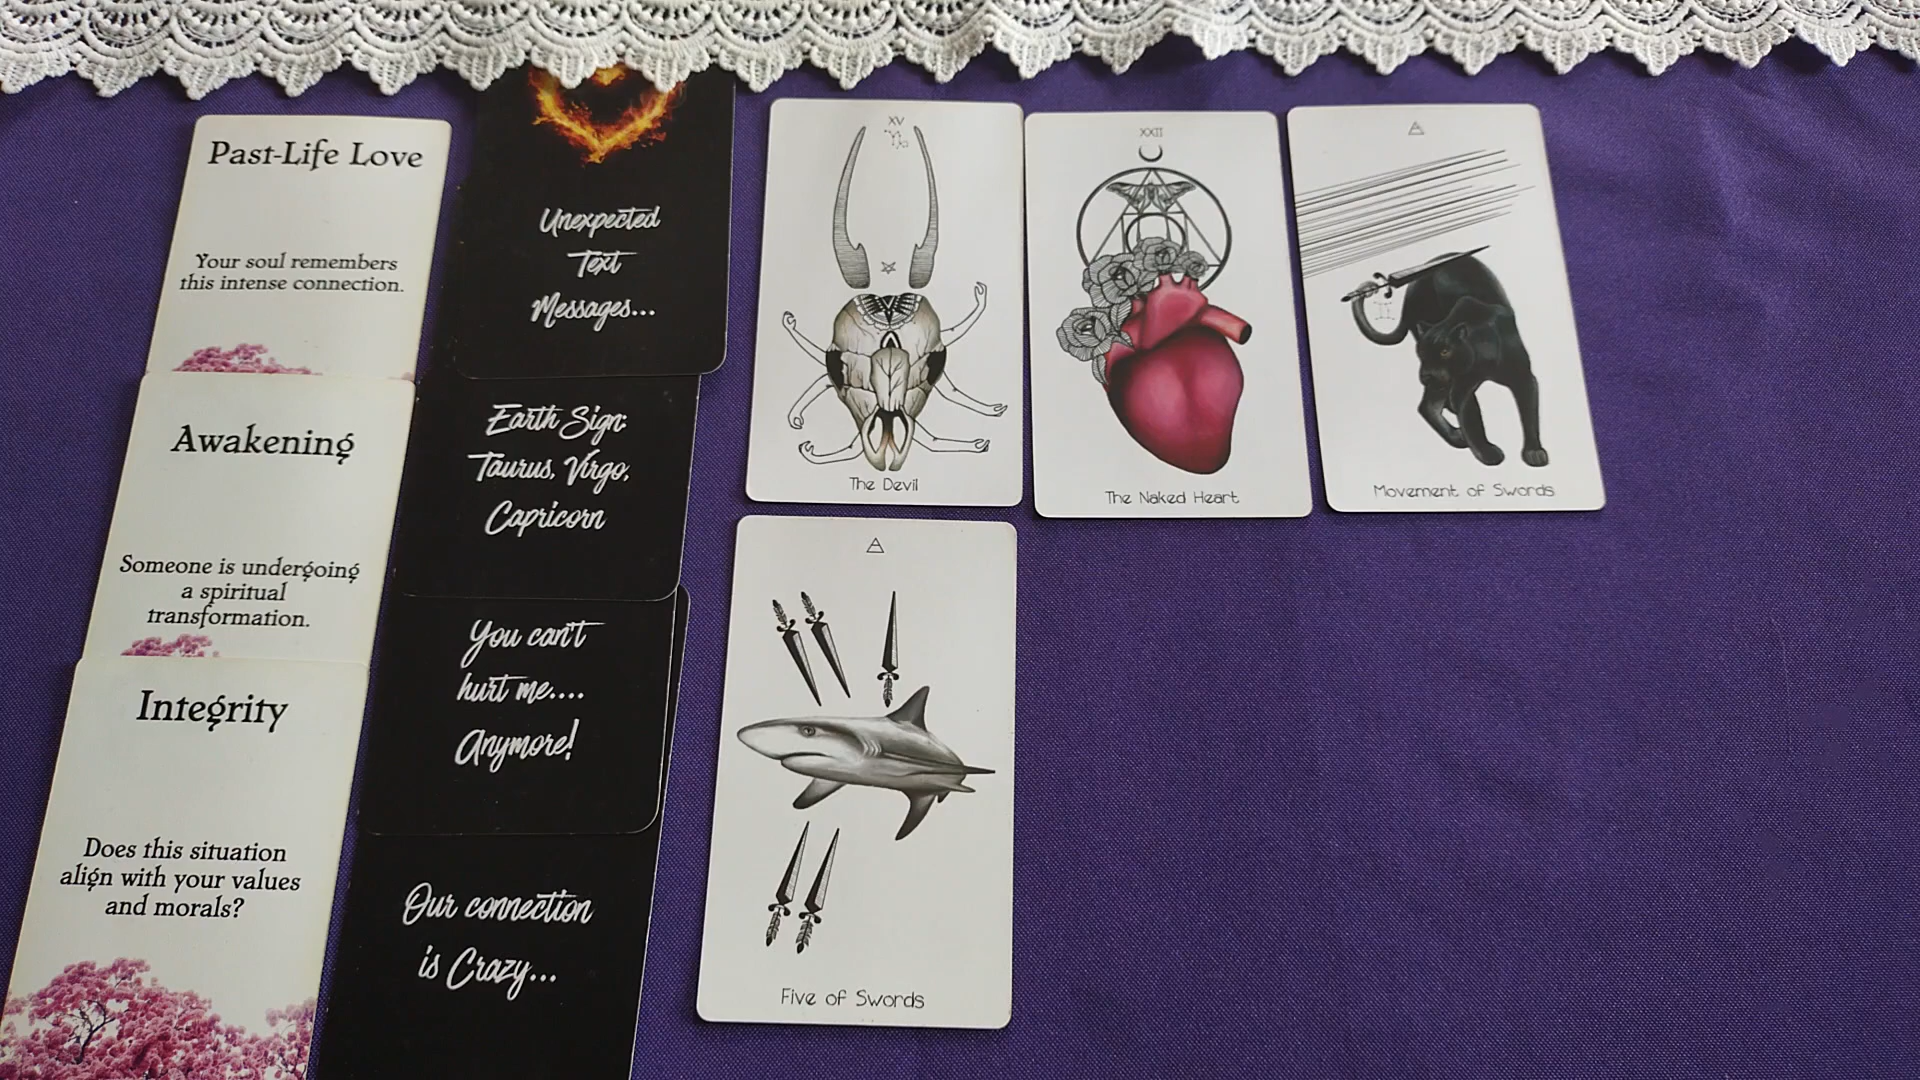 Past-Life Love
Your soul remembers
this intense connection.
Awakening
Someone is undergoing
a spiritual
transformation.
Integrity
Does this situation
align with your values
and morals?
Unexpected
Text
Messages...
Earth Sign:
Taurus, Virgo,
Capricorn
You can't
hurt me....
Anymore!
Our connection
is Crazy...
XV
The Devil
XXII
The Naked Heart
Movement of Swords
Five of Swords